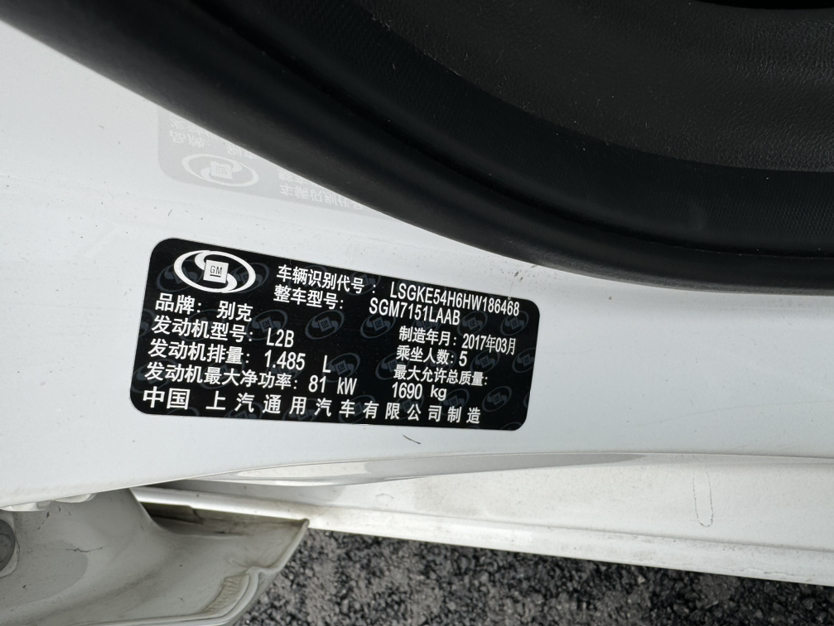 GM
车辆识别代号：LSGKE54H6HW186468
整车型号：SGM7151LAAB
品牌：别克
发动机型号：L2B
制造年月：2017年03月
发动机排量：1.485 L
乘坐人数：5
发动机最大净功率：81 kW
最大允许总质量：
1690 kg
中国 上汽通用汽车有限公司制造